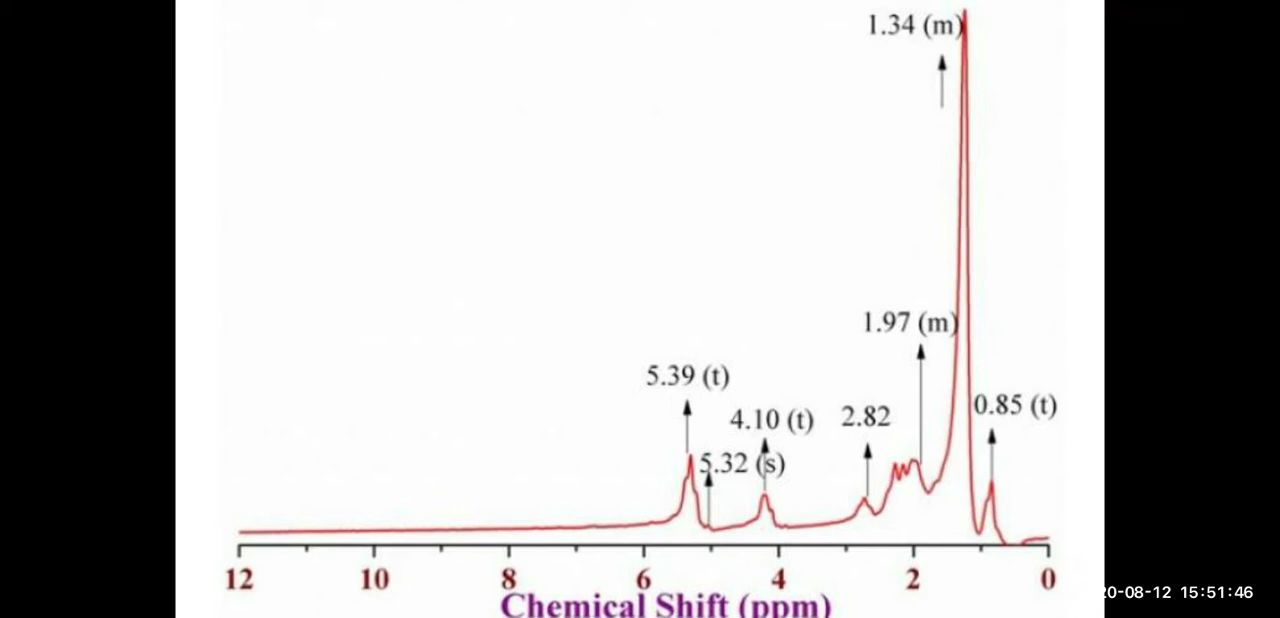 1.34 (m)
1.97 (m)
5.39 (t)
0.85 (t)
4.10 (t)
2.82
5.32 (s)
12 10 8 6 4 2 0
Chemical Shift (ppm)
0-08-12 15:51:46